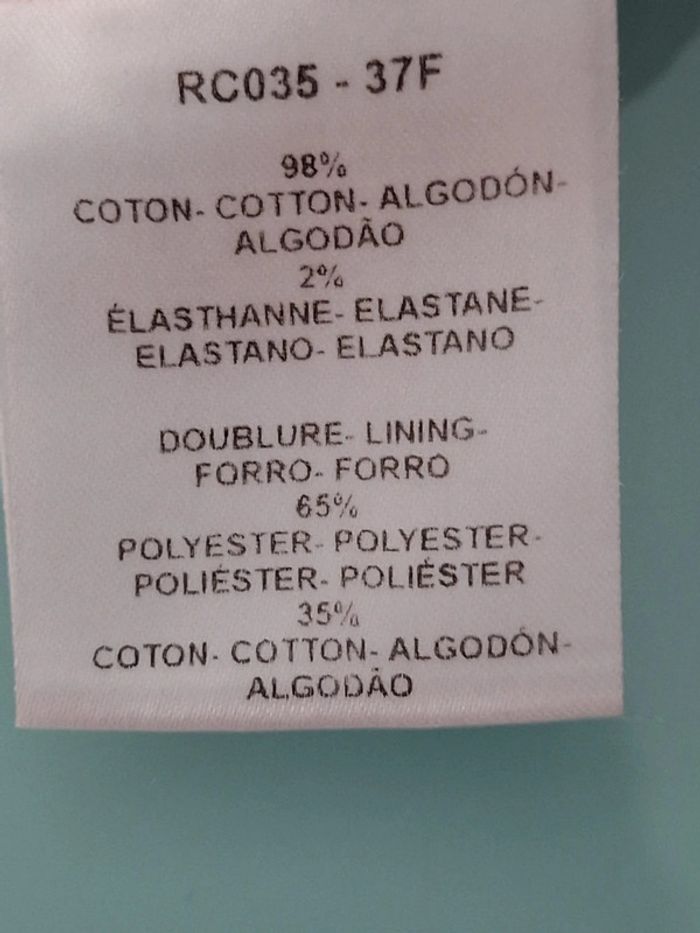 RC035 - 37F
98%
COTON- COTTON- ALGODÓN-
ALGODÃO
2%
ÉLASTHANNE- ELASTANE-
ELASTANO- ELASTANO
DOUBLURE- LINING-
FORRO- FORRO
65%
POLYESTER- POLYESTER-
POLIÉSTER- POLIÉSTER
35%
COTON- COTTON- ALGODÓN-
ALGODÃO